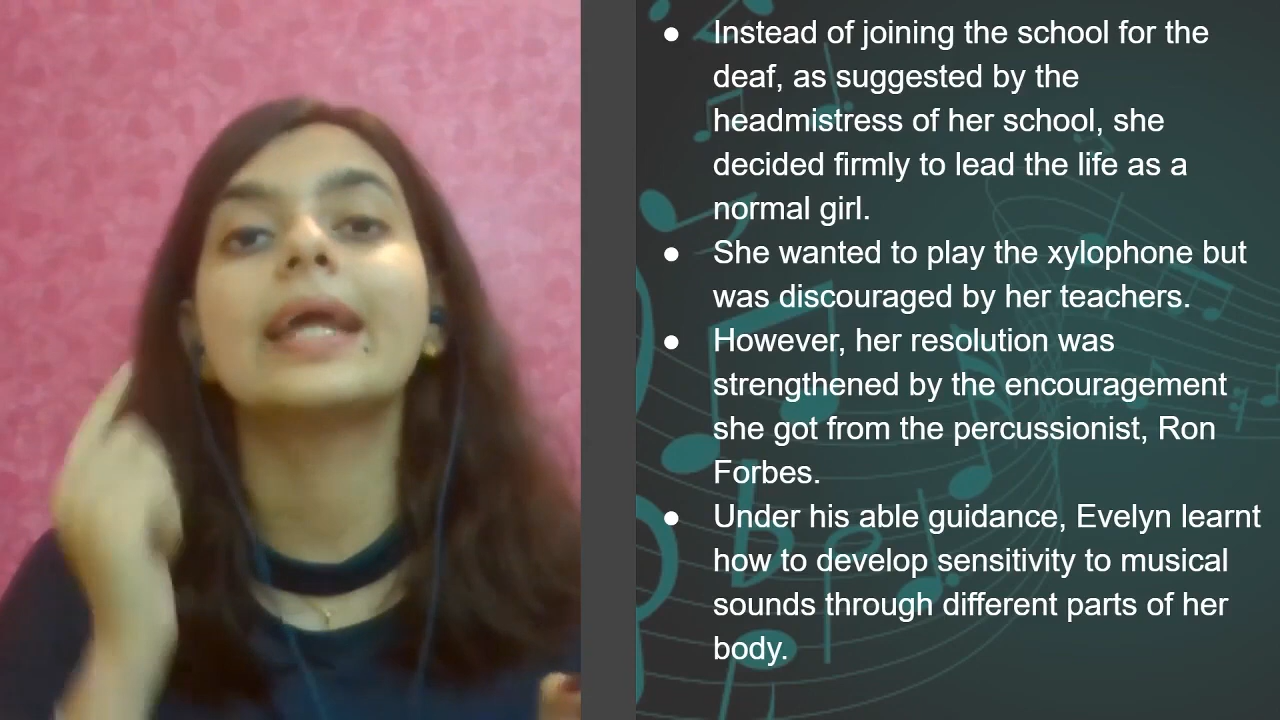 ● Instead of joining the school for the
deaf, as suggested by the
headmistress of her school, she
decided firmly to lead the life as a
normal girl.
● She wanted to play the xylophone but
was discouraged by her teachers.
● However, her resolution was
strengthened by the encouragement
she got from the percussionist, Ron
Forbes.
● Under his able guidance, Evelyn learnt
how to develop sensitivity to musical
sounds through different parts of her
body.